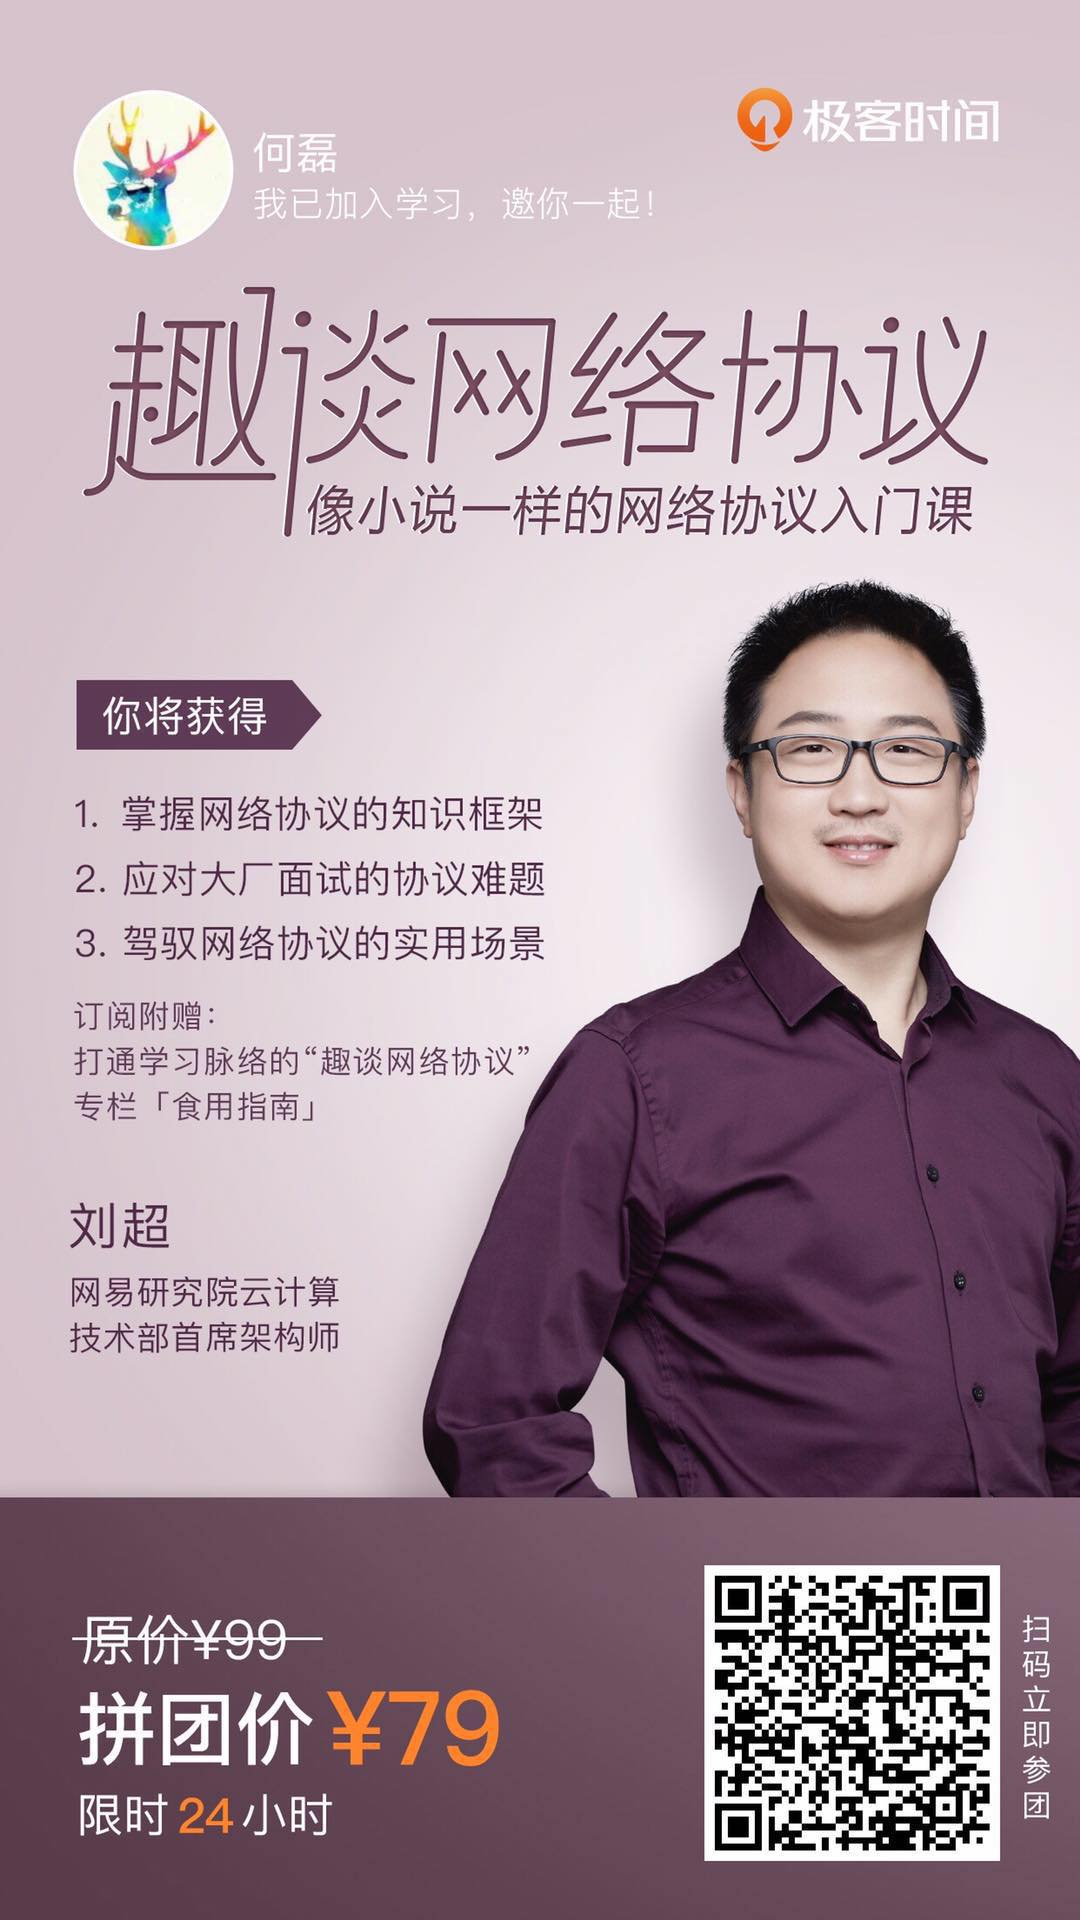 极客时间
何磊
我已加入学习，邀你一起！
趣谈网络协议
像小说一样的网络协议入门课
你将获得
1. 掌握网络协议的知识框架
2. 应对大厂面试的协议难题
3. 驾驭网络协议的实用场景
订阅附赠：
打通学习脉络的“趣谈网络协议”
专栏「食用指南」
刘超
网易研究院云计算
技术部首席架构师
原价¥99
拼团价¥79
限时24小时
扫码立即参团